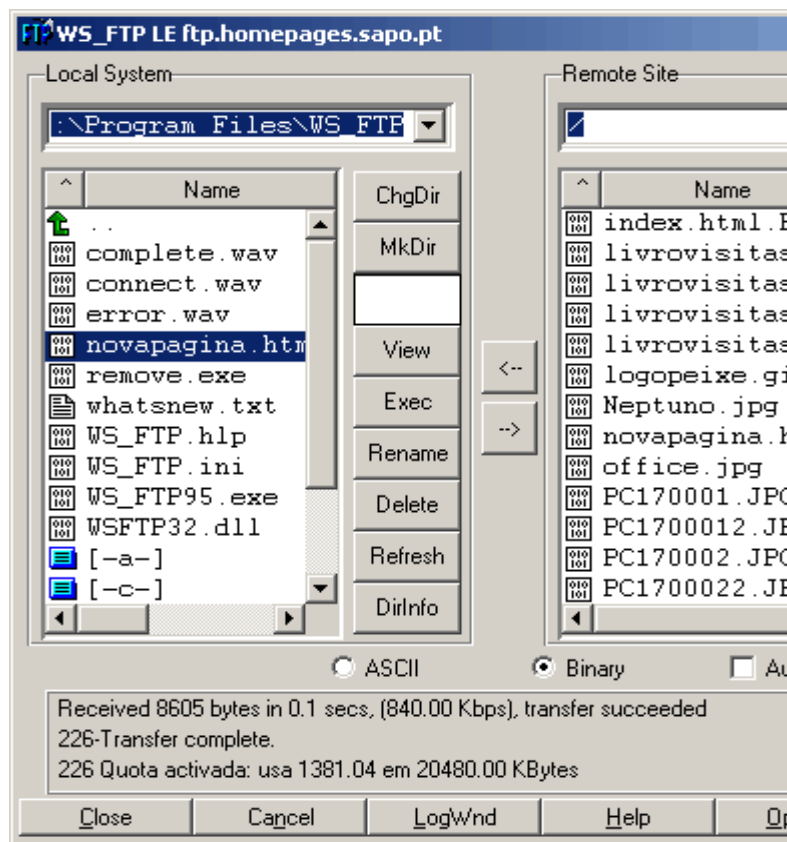 WS_FTP LE ftp.homepages.sapo.pt
Local System
:\Program Files\WS_FTP
^ Name
..
complete.wav
connect.wav
error.wav
novapagina.htm
remove.exe
whatsnew.txt
WS_FTP.hlp
WS_FTP.ini
WS_FTP95.exe
WSFTP32.dll
[-a-]
[-c-]
ChgDir
MkDir
View
Exec
Rename
Delete
Refresh
DirInfo
<--
-->
Remote Site
/
^ Name
index.html.
livrovisitas
livrovisitas
livrovisitas
livrovisitas
logopeixe.gi
Neptuno.jpg
novapagina.h
office.jpg
PC170001.JPG
PC1700012.JP
PC170002.JPG
PC1700022.JP
ASCII
Binary
Au
Received 8605 bytes in 0.1 secs, (840.00 Kbps), transfer succeeded
226-Transfer complete.
226 Quota activada: usa 1381.04 em 20480.00 KBytes
Close
Cancel
LogWnd
Help
Op